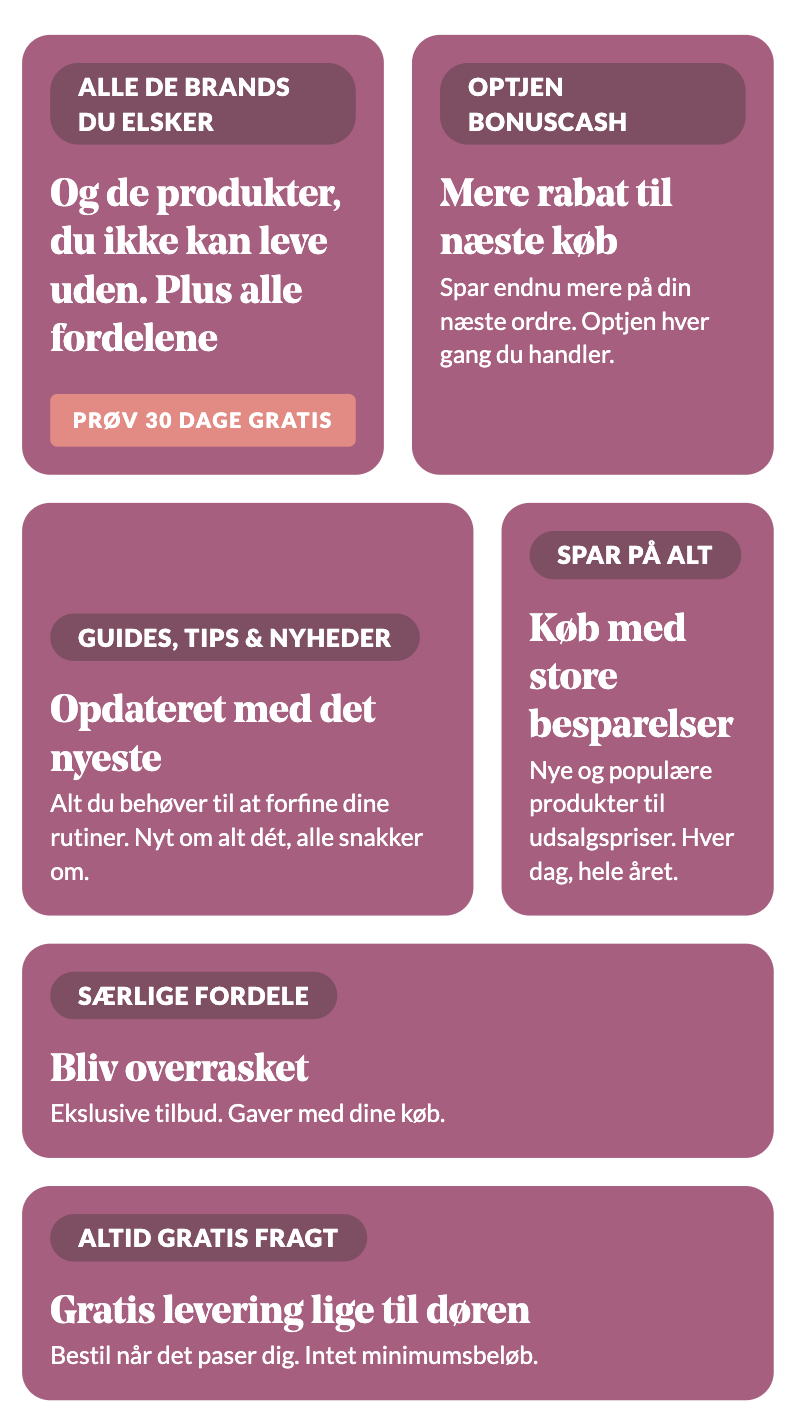 ALLE DE BRANDS
DU ELSKER
Og de produkter,
du ikke kan leve
uden. Plus alle
fordelene
PRØV 30 DAGE GRATIS
OPTJEN
BONUSCASH
Mere rabat til
næste køb
Spar endnu mere på din
næste ordre. Optjen hver
gang du handler.
GUIDES, TIPS & NYHEDER
Opdateret med det
nyeste
Alt du behøver til at forfine dine
rutiner. Nyt om alt dét, alle snakker
om.
SPAR PÅ ALT
Køb med
store
besparelser
Nye og populære
produkter til
udsalgspriser. Hver
dag, hele året.
SÆRLIGE FORDELE
Bliv overrasket
Ekslusive tilbud. Gaver med dine køb.
ALTID GRATIS FRAGT
Gratis levering lige til døren
Bestil når det paser dig. Intet minimumsbeløb.